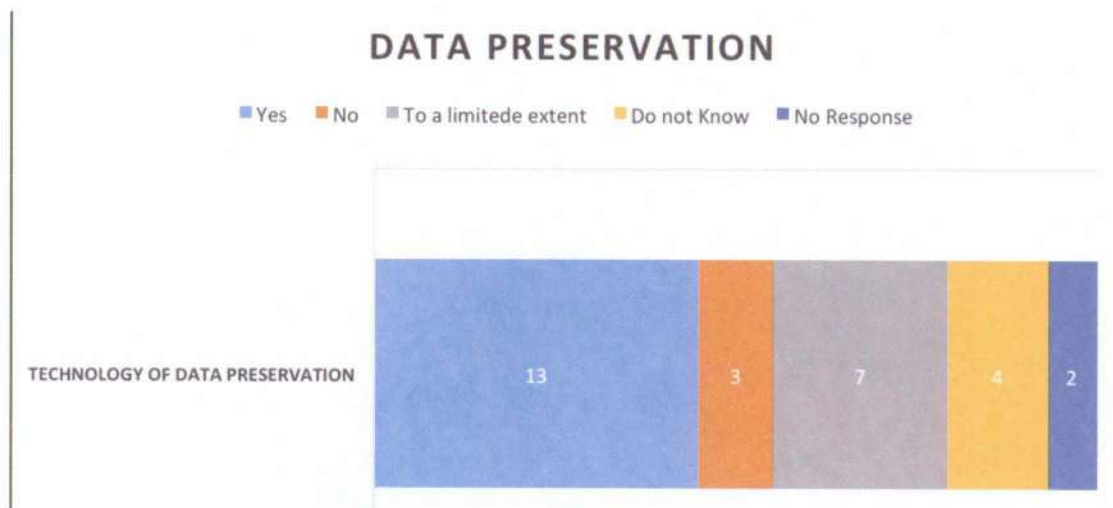 DATA PRESERVATION
Yes No To a limitede extent Do not Know No Response
TECHNOLOGY OF DATA PRESERVATION 13 3 7 4 2